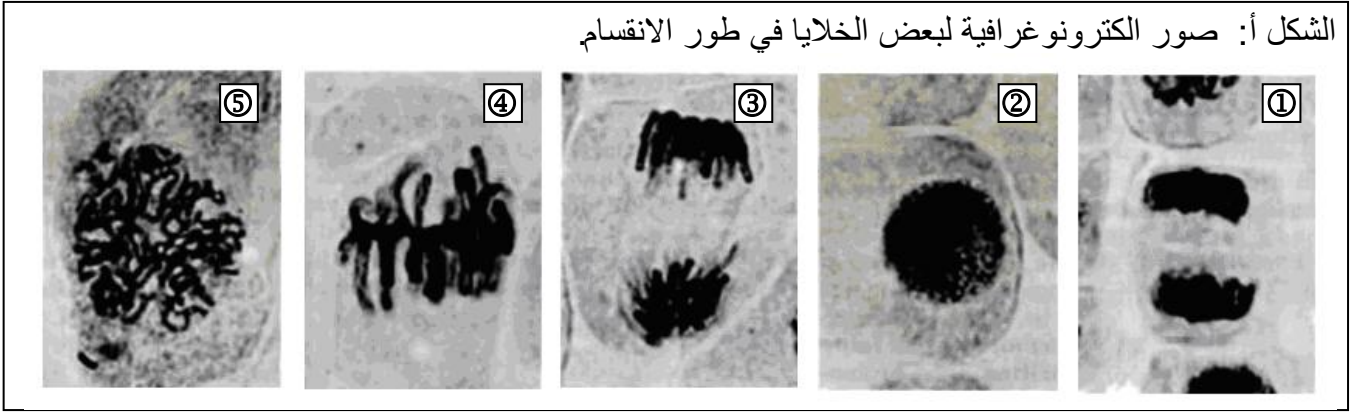 الشكل أ: صور الكترونوغرافية لبعض الخلايا في طور الانقسام.
① ② ③ ④ ⑤